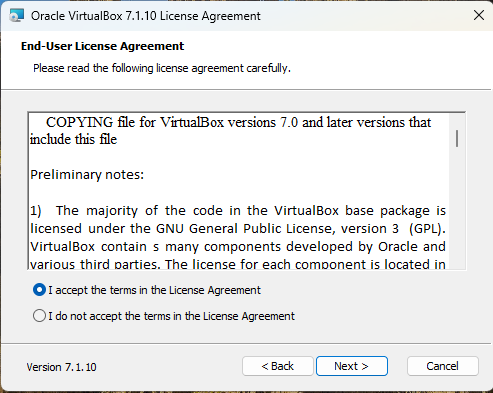 Oracle VirtualBox 7.1.10 License Agreement
End-User License Agreement
Please read the following license agreement carefully.
COPYING file for VirtualBox versions 7.0 and later versions that
include this file
Preliminary notes:
1) The majority of the code in the VirtualBox base package is
licensed under the GNU General Public License, version 3 (GPL).
VirtualBox contain s many components developed by Oracle and
various third parties. The license for each component is located in
I accept the terms in the License Agreement
I do not accept the terms in the License Agreement
Version 7.1.10
< Back
Next >
Cancel